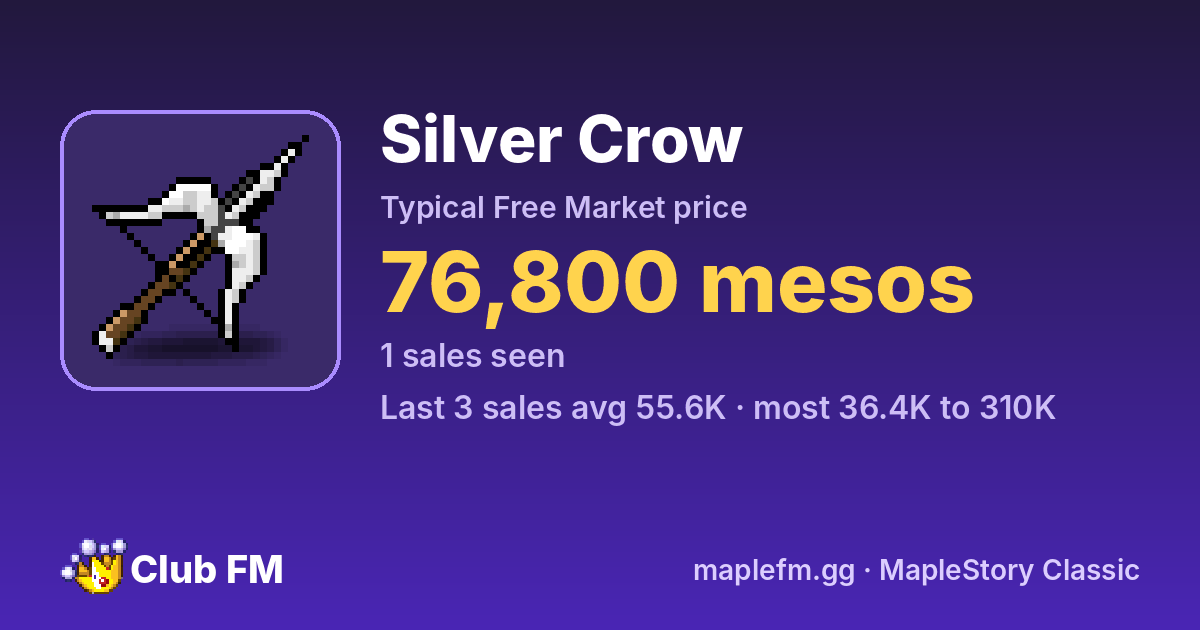 Silver Crow
Typical Free Market price
76,800 mesos
1 sales seen
Last 3 sales avg 55.6K · most 36.4K to 310K
Club FM
maplefm.gg · MapleStory Classic